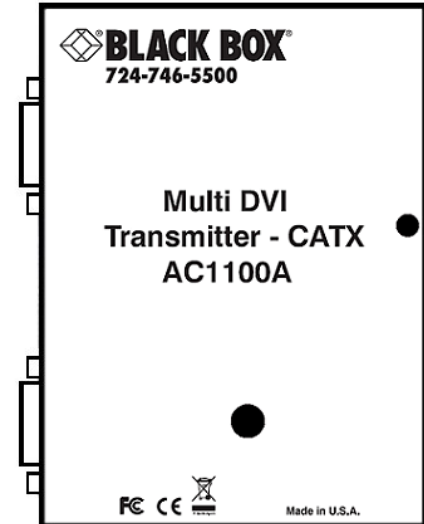 BLACK BOX®
724-746-5500
Multi DVI
Transmitter - CATX
AC1100A
FC CE
Made in U.S.A.